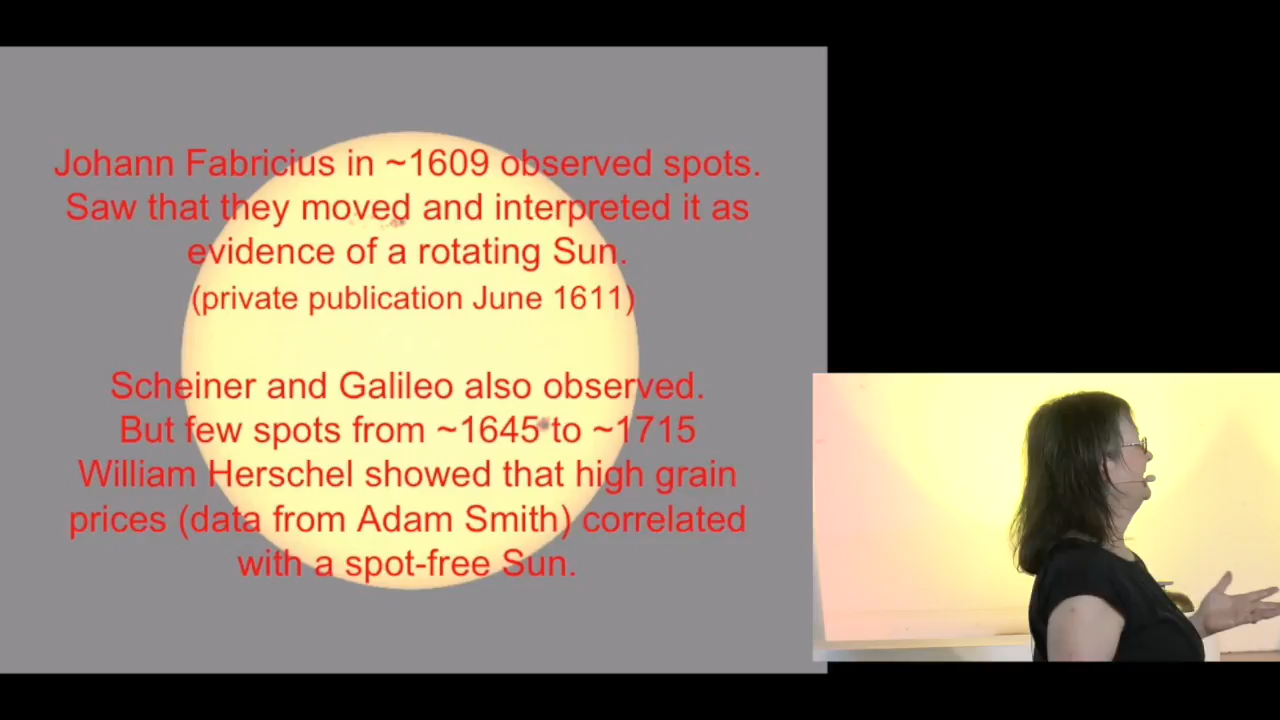 Johann Fabricius in ~1609 observed spots.
Saw that they moved and interpreted it as
evidence of a rotating Sun.
(private publication June 1611)
Scheiner and Galileo also observed.
But few spots from ~1645 to ~1715
William Herschel showed that high grain
prices (data from Adam Smith) correlated
with a spot-free Sun.